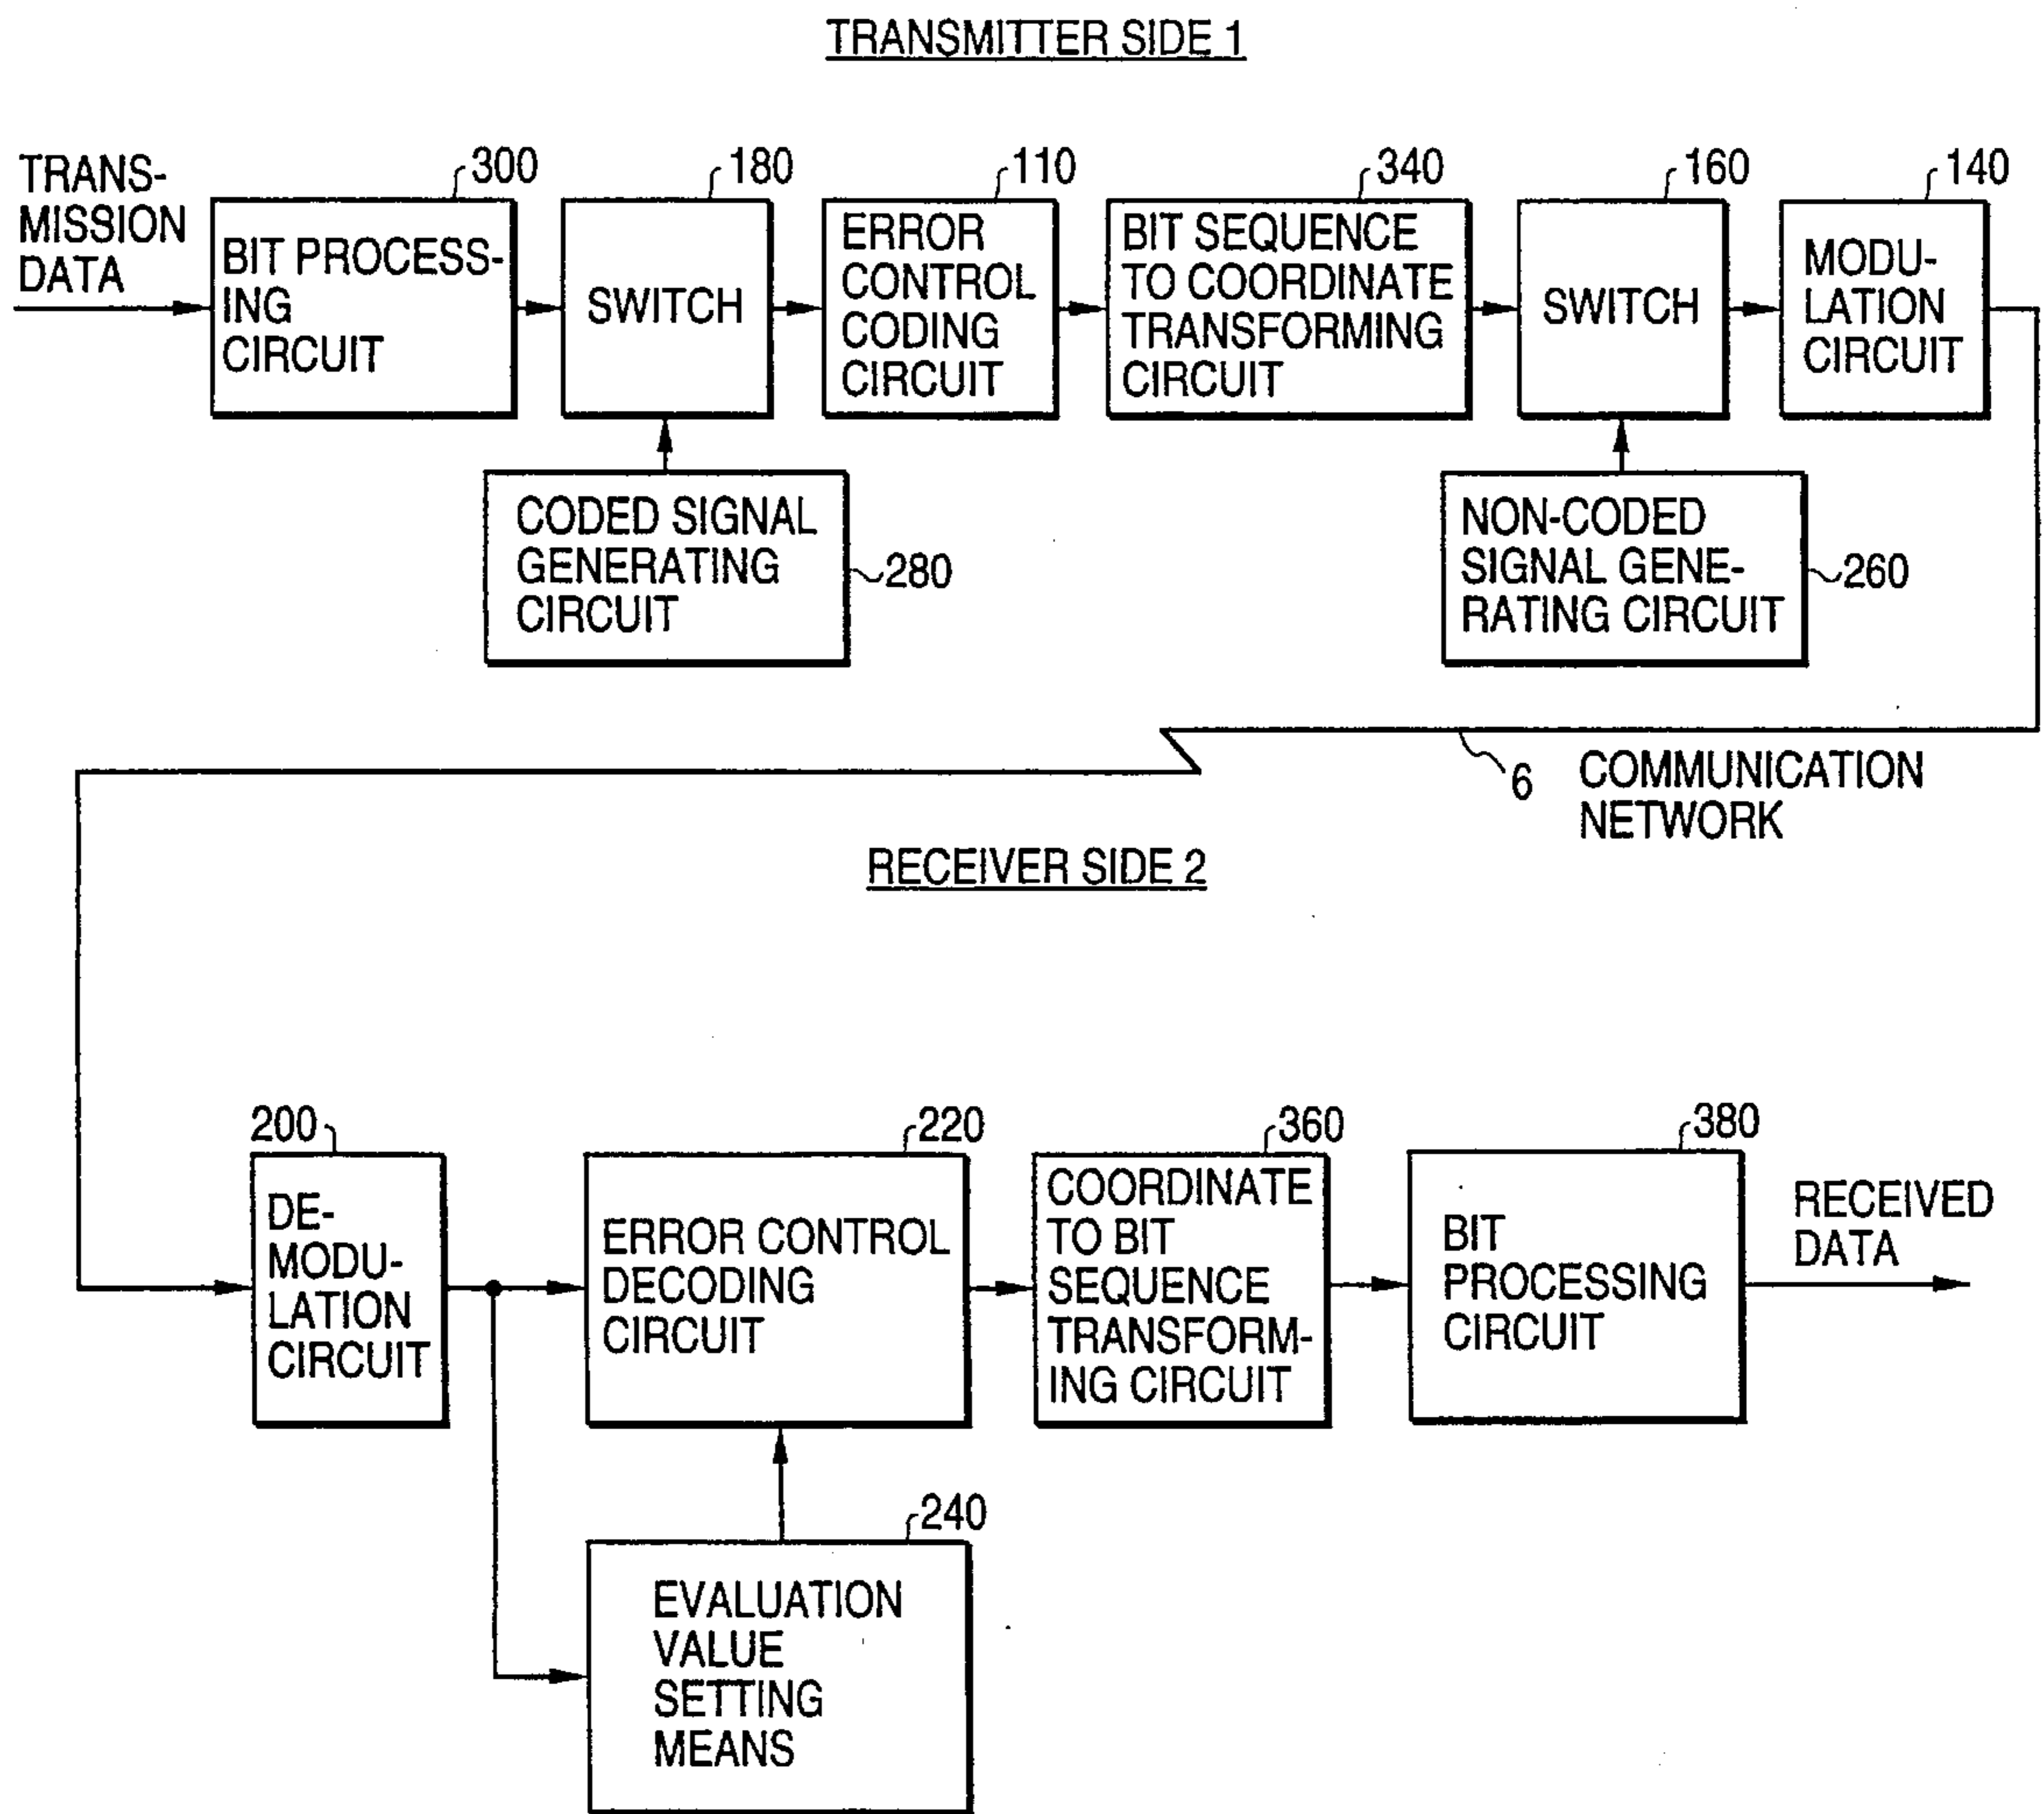 TRANSMITTER SIDE 1
TRANS-
MISSION
DATA
300
BIT PROCESS-
ING
CIRCUIT
180
SWITCH
110
ERROR
CONTROL
CODING
CIRCUIT
340
BIT SEQUENCE
TO COORDINATE
TRANSFORMING
CIRCUIT
160
SWITCH
140
MODU-
LATION
CIRCUIT
CODED SIGNAL
GENERATING
CIRCUIT
280
NON-CODED
SIGNAL GENE-
RATING CIRCUIT
260
6
COMMUNICATION
NETWORK
RECEIVER SIDE 2
200
DE-
MODU-
LATION
CIRCUIT
220
ERROR CONTROL
DECODING
CIRCUIT
360
COORDINATE
TO BIT
SEQUENCE
TRANSFORM-
ING CIRCUIT
380
BIT
PROCESSING
CIRCUIT
RECEIVED
DATA
240
EVALUATION
VALUE
SETTING
MEANS